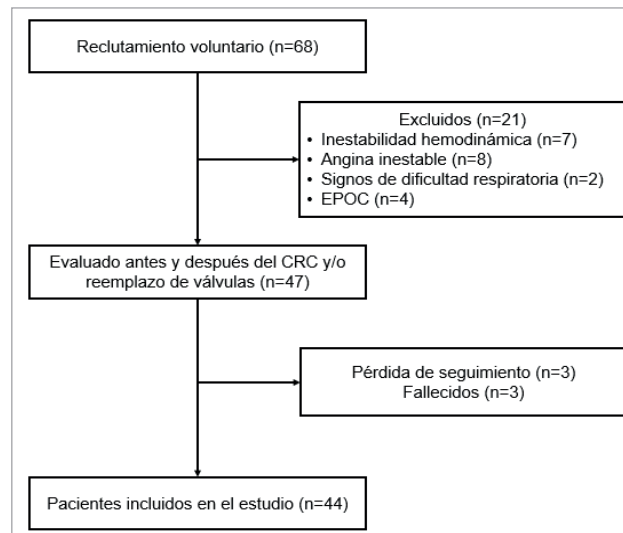 Reclutamiento voluntario (n=68)
Excluidos (n=21)
• Inestabilidad hemodinámica (n=7)
• Angina inestable (n=8)
• Signos de dificultad respiratoria (n=2)
• EPOC (n=4)
Evaluado antes y después del CRC y/o
reemplazo de válvulas (n=47)
Pérdida de seguimiento (n=3)
Fallecidos (n=3)
Pacientes incluidos en el estudio (n=44)